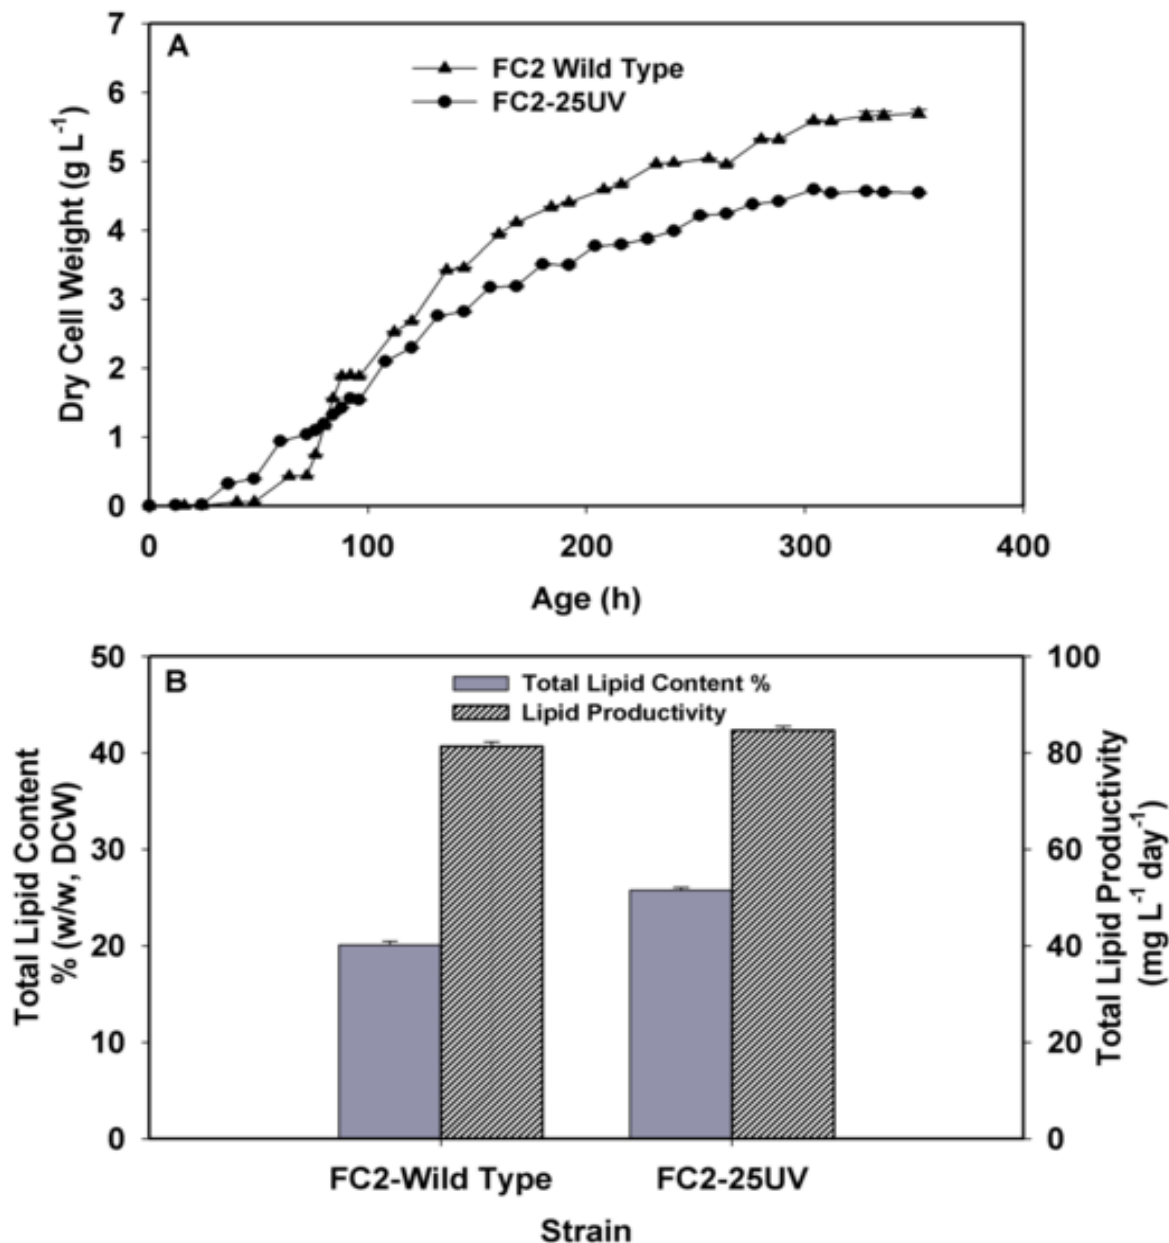 A
FC2 Wild Type
FC2-25UV
Dry Cell Weight (g L⁻¹)
7
6
5
4
3
2
1
0
0 100 200 300 400
Age (h)
B
Total Lipid Content %
Lipid Productivity
Total Lipid Content
% (w/w, DCW)
50
40
30
20
10
0
100
80
60
40
20
0
Total Lipid Productivity
(mg L⁻¹ day⁻¹)
FC2-Wild Type FC2-25UV
Strain